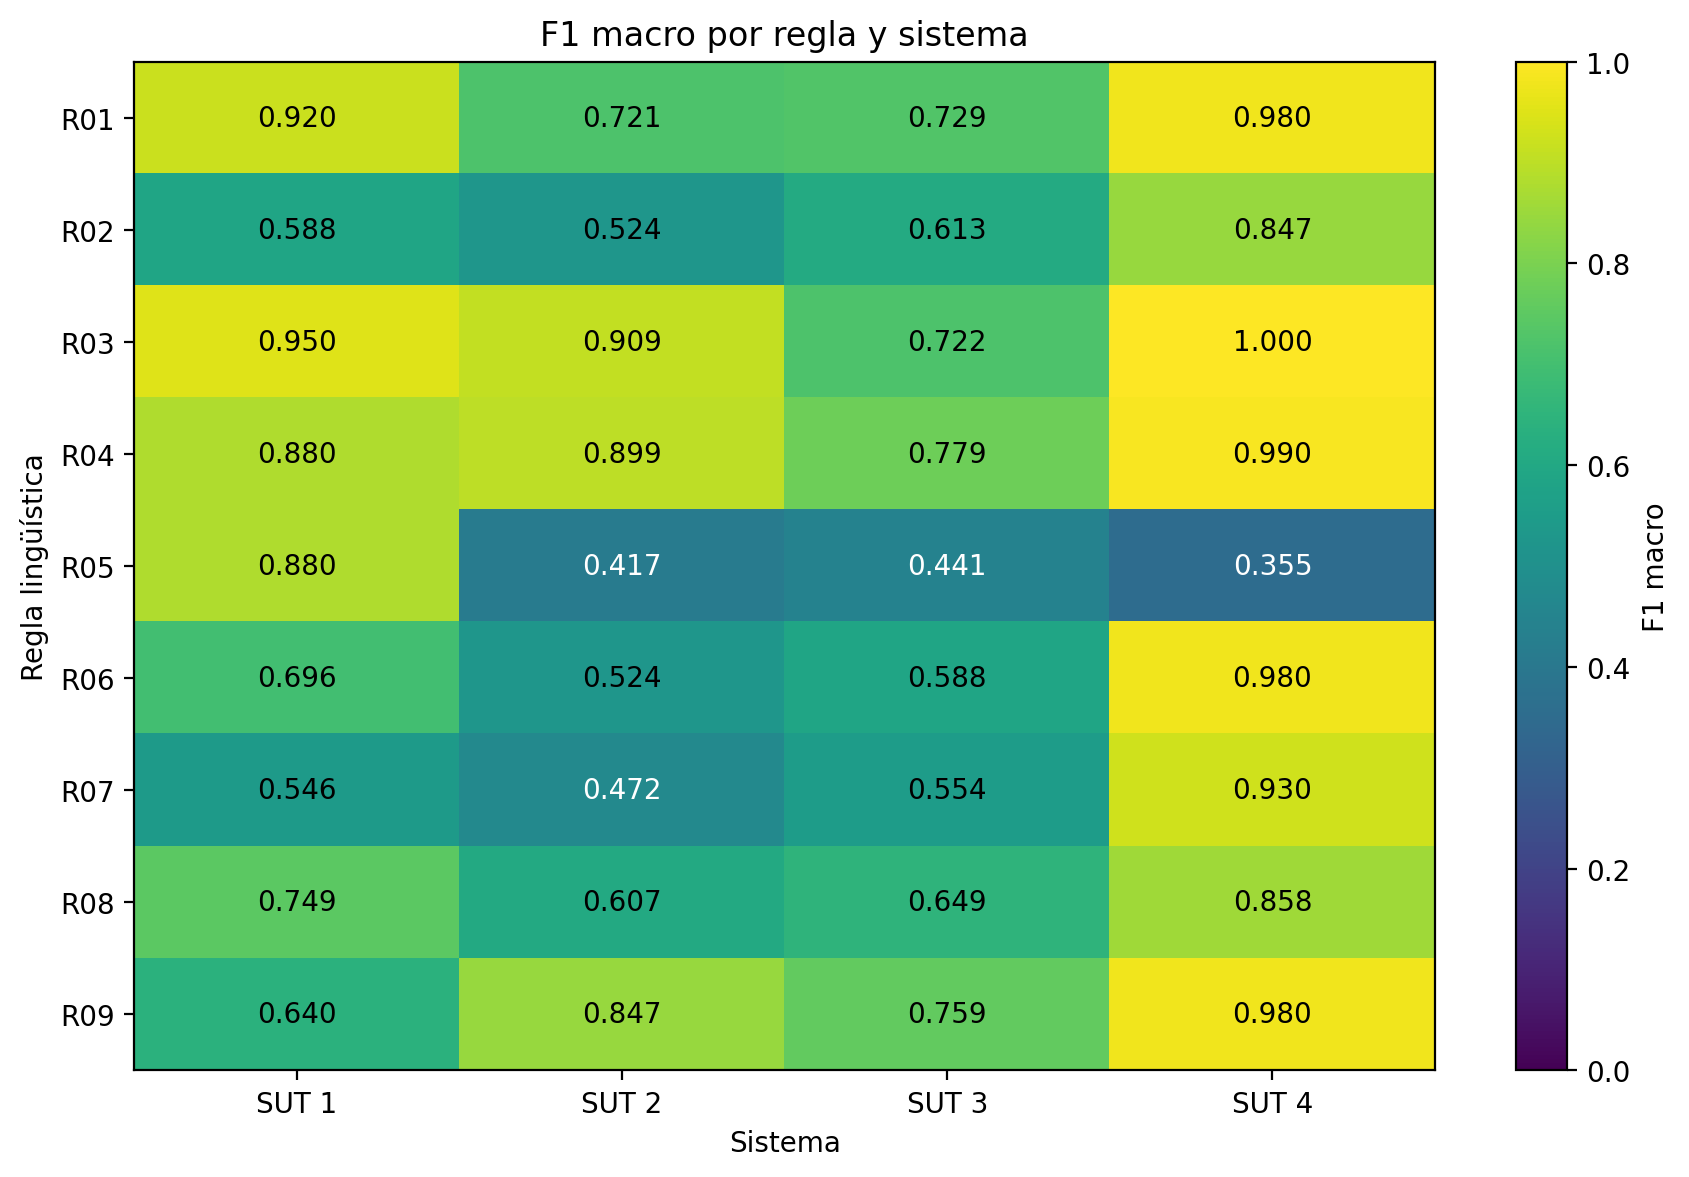 F1 macro por regla y sistema
R01 0.920 0.721 0.729 0.980
R02 0.588 0.524 0.613 0.847
R03 0.950 0.909 0.722 1.000
R04 0.880 0.899 0.779 0.990
R05 0.880 0.417 0.441 0.355
R06 0.696 0.524 0.588 0.980
R07 0.546 0.472 0.554 0.930
R08 0.749 0.607 0.649 0.858
R09 0.640 0.847 0.759 0.980
SUT 1 SUT 2 SUT 3 SUT 4
Sistema
Regla lingüística
1.0
0.8
0.6
0.4
0.2
0.0
F1 macro